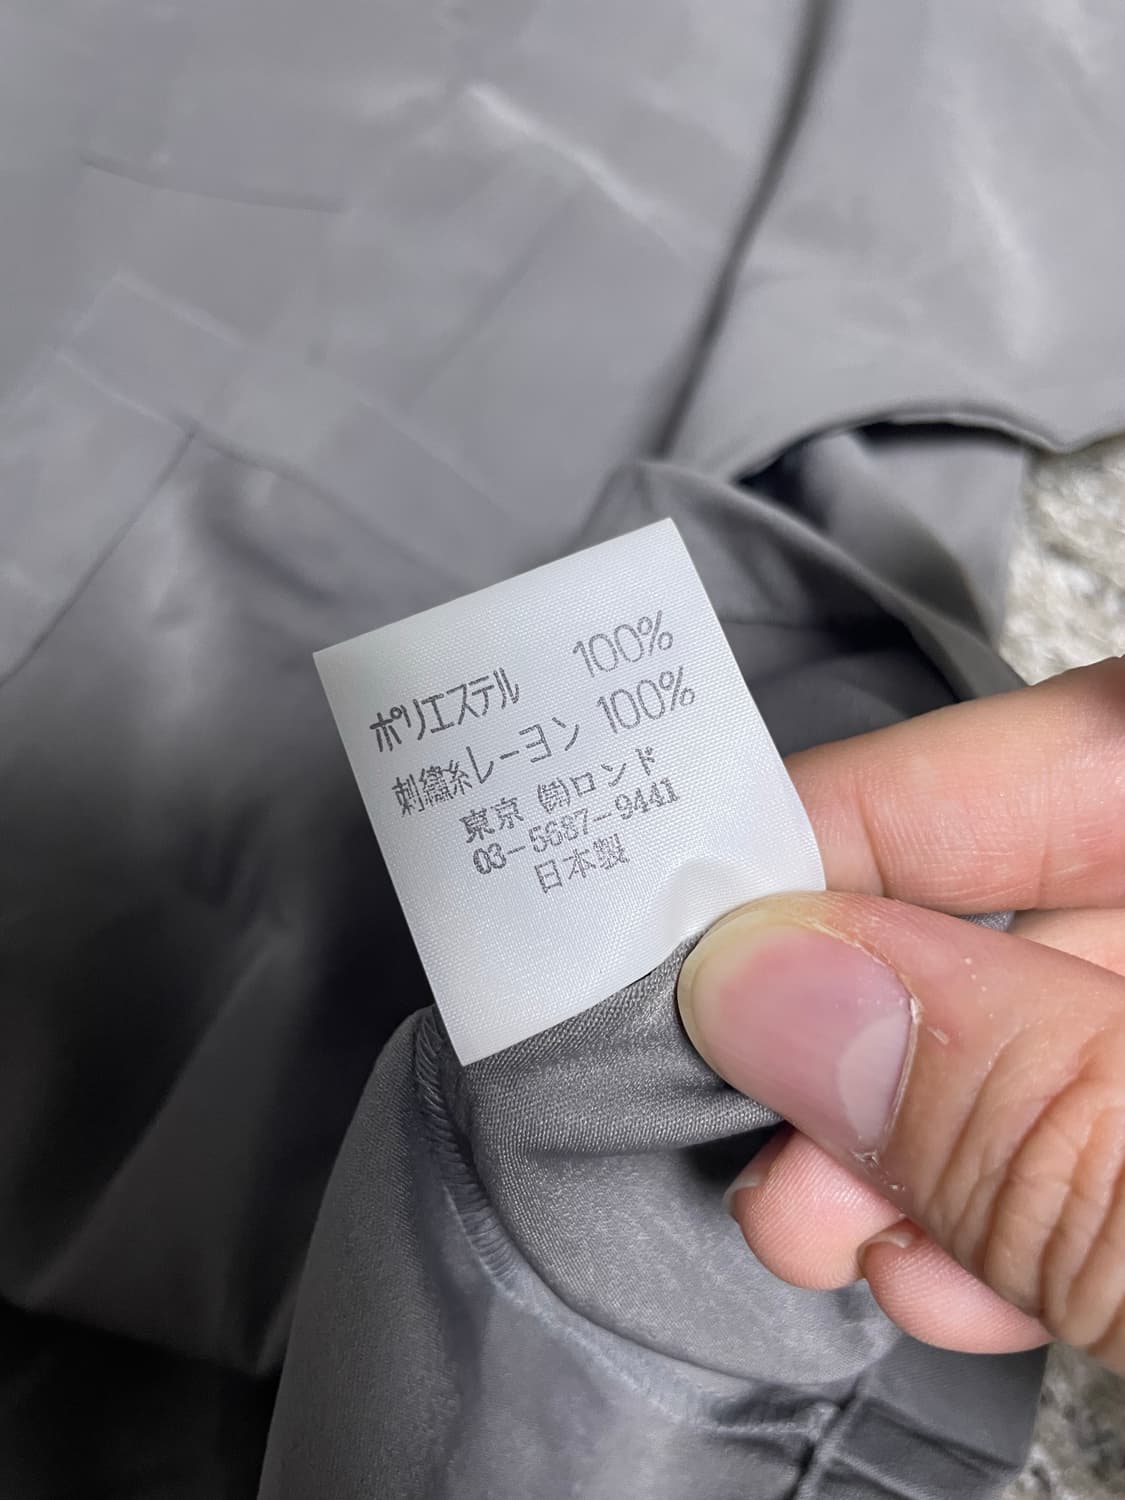 ポリエステル 100%
刺繡糸レーヨン 100%
東京 ㈱ロンド
03-5687-9441
日本製